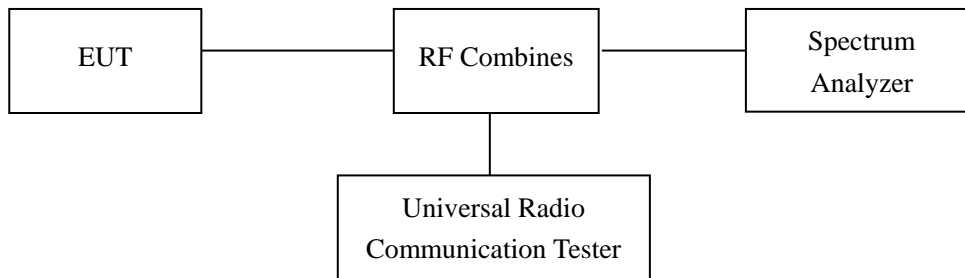 EUT
RF Combines
Spectrum
Analyzer
Universal Radio
Communication Tester